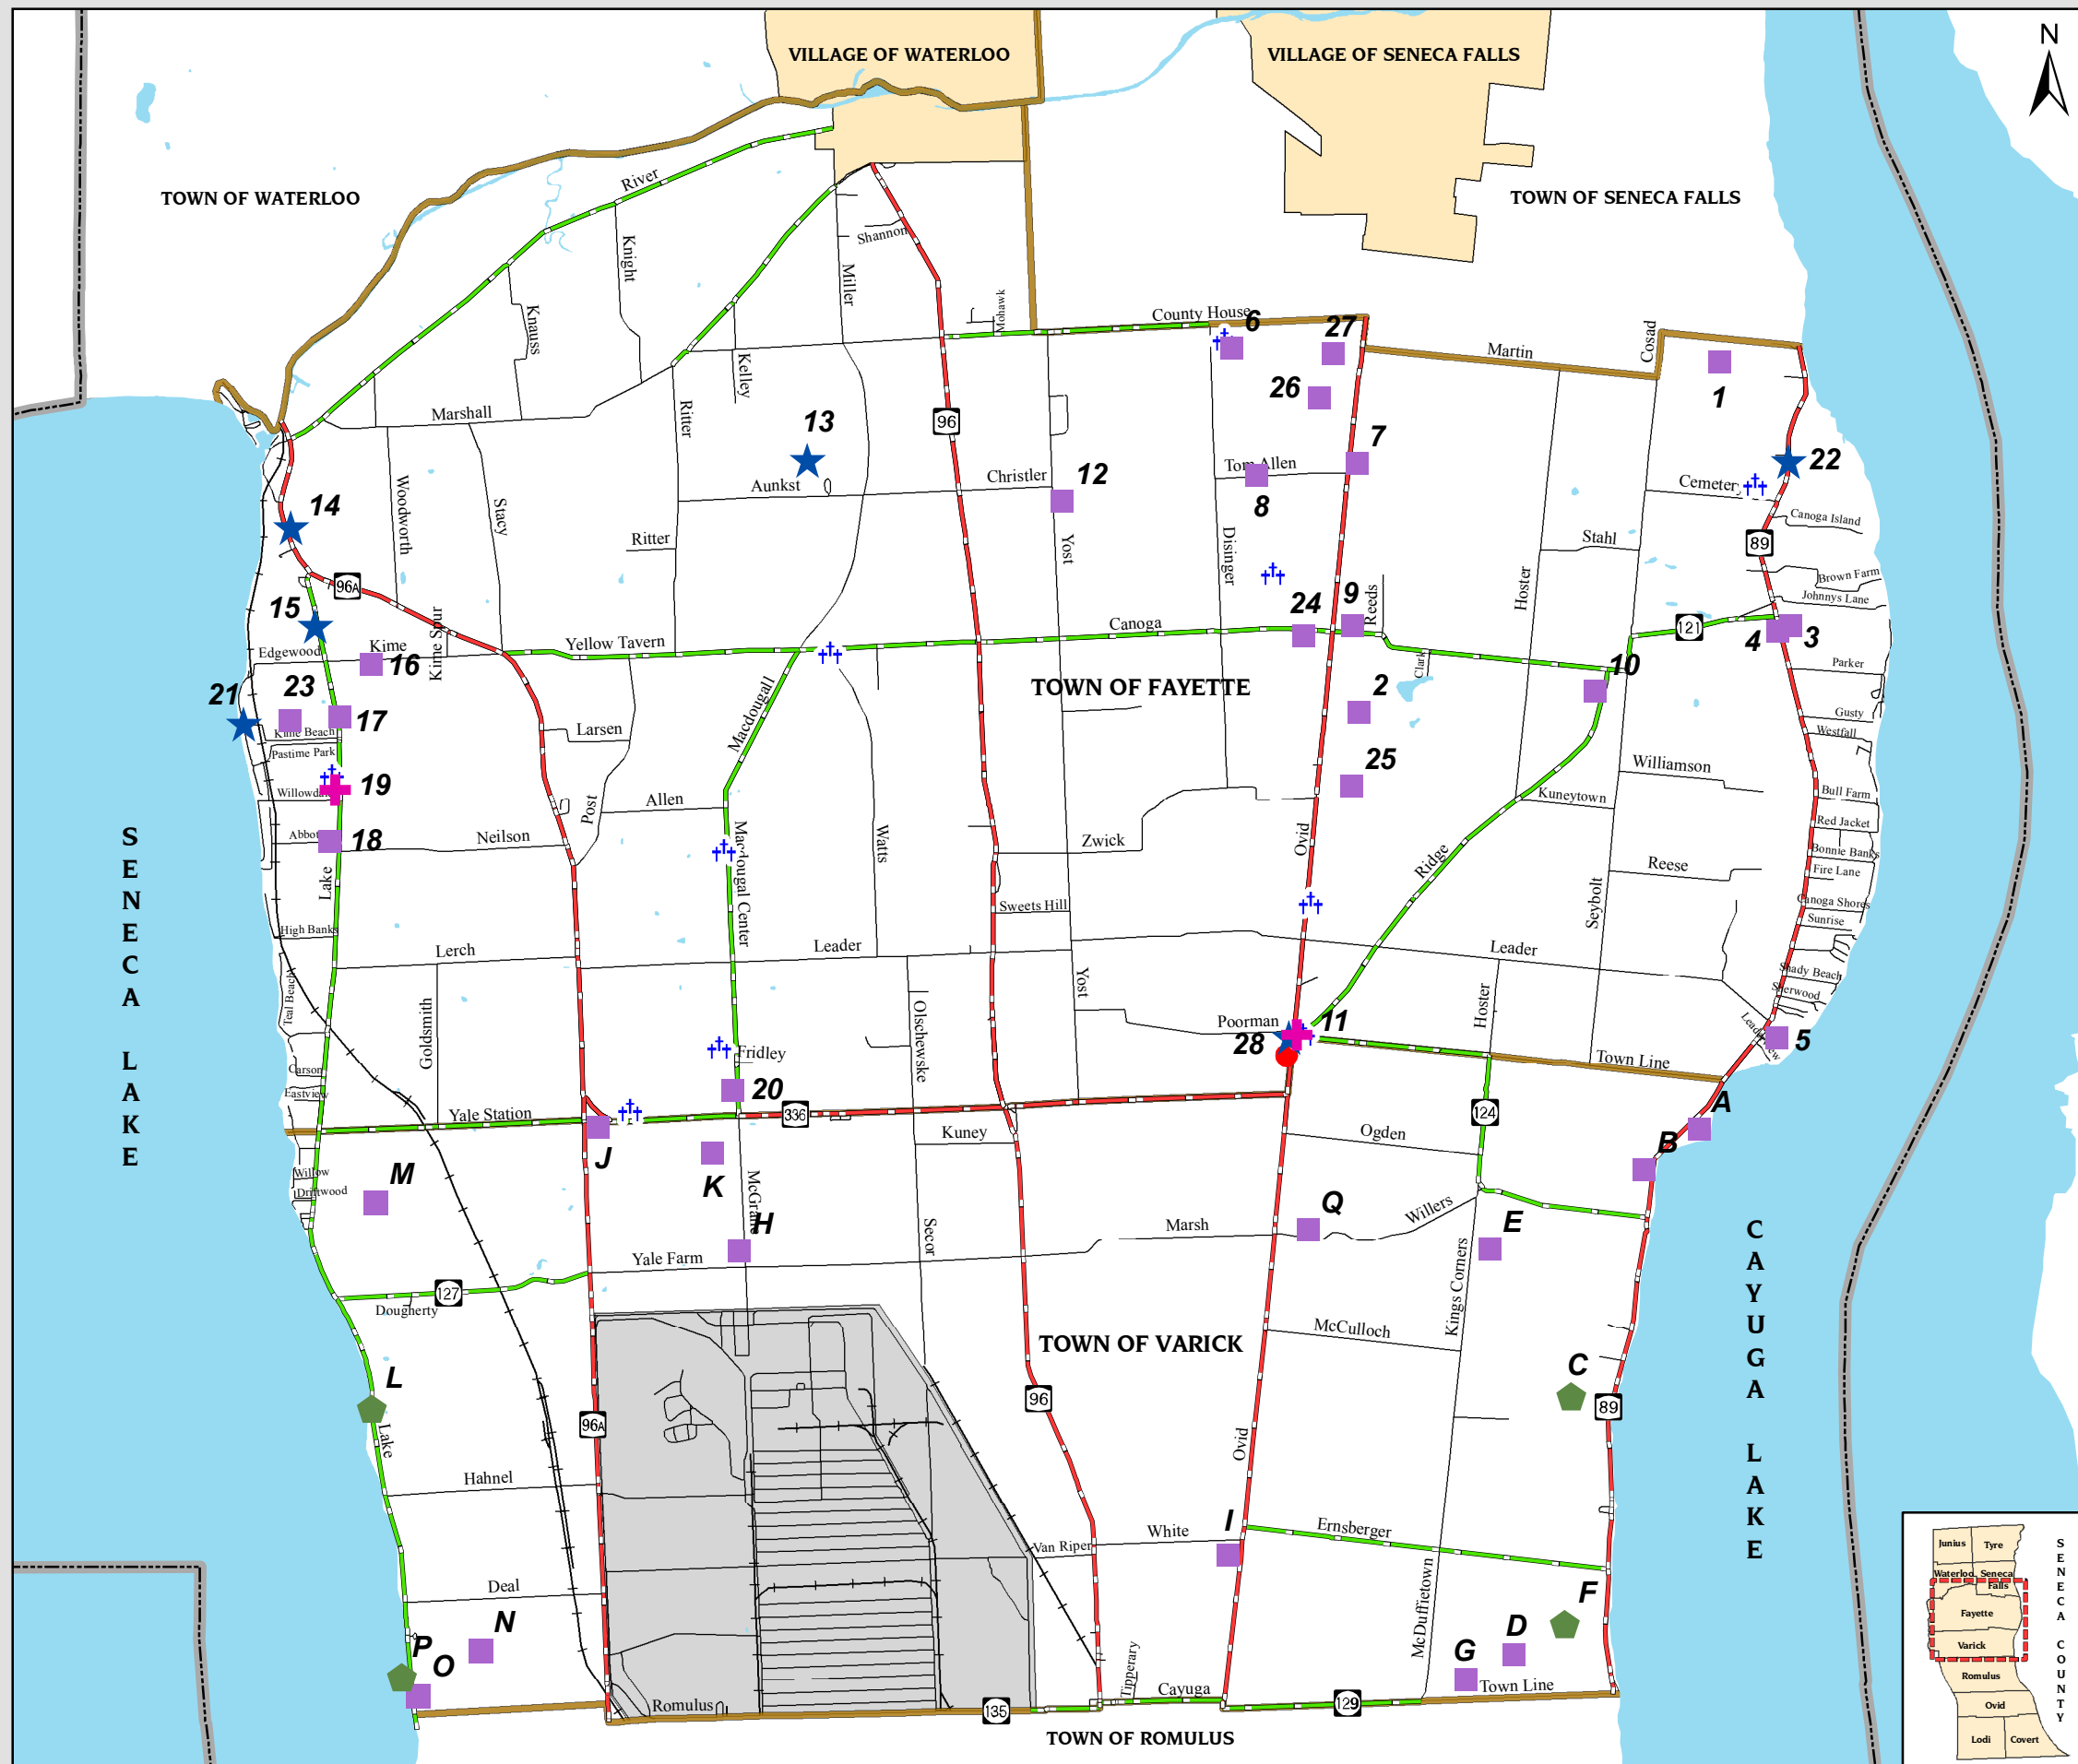 VILLAGE OF WATERLOO
VILLAGE OF SENECA FALLS
N
TOWN OF WATERLOO
TOWN OF SENECA FALLS
River
Knight
Shannon
Miller
Knauss
Mohawk
County House
6
27
Martin
Cosad
1
Kelley
26
Marshall
Ritter
13
96
7
22
Woodworth
Stacy
Aunkst
Christler
12
Tom Allen
8
Cemetery
Canoga Island
14
Ritter
Yost
Disinger
Stahl
89
Hoster
Brown Farm
96A
15
24
9
Reeds
Johnnys Lane
Kime Spur
Edgewood
Kime
16
Yellow Tavern
Canoga
121
4
3
Clark
10
Parker
21
23
17
TOWN OF FAYETTE
2
Gusty
Westfall
Kime Beach
Pastime Park
Larsen
Macdougall
25
Williamson
19
Allen
Post
Kuneytown
Bull Farm
Red Jacket
Abbott
18
Neilson
Macdougal Center
Watts
Zwick
Ovid
Ridge
Bonnie Banks
Reese
Fire Lane
Lake
Sweets Hill
Seybolt
Canoga Shores
Sunrise
High Banks
Lerch
Leader
Leader
Shady Beach
Sherwood
Teal Beach
Goldsmith
Olschewske
Yost
Poorman
11
28
Hoster
5
Fridley
Town Line
Carson
Eastview
20
Yale Station
336
124
A
SENECA LAKE
Kuney
Ogden
B
J
Willow
Driftwood
M
K
McGrane
H
Secor
Marsh
Q
Willers
E
Yale Farm
127
Dougherty
Kings Corners
McCulloch
TOWN OF VARICK
CAYUGA LAKE
L
C
96
89
96A
Lake
Ovid
Hahnel
I
White
Ernsberger
Van Riper
Deal
McDuffietown
F
N
D
P
O
G
Tipperary
Cayuga
Town Line
Romulus
135
129
TOWN OF ROMULUS
Junius
Tyre
Waterloo
Seneca
Falls
Fayette
Varick
Romulus
Ovid
Lodi
Covert
SENECA COUNTY